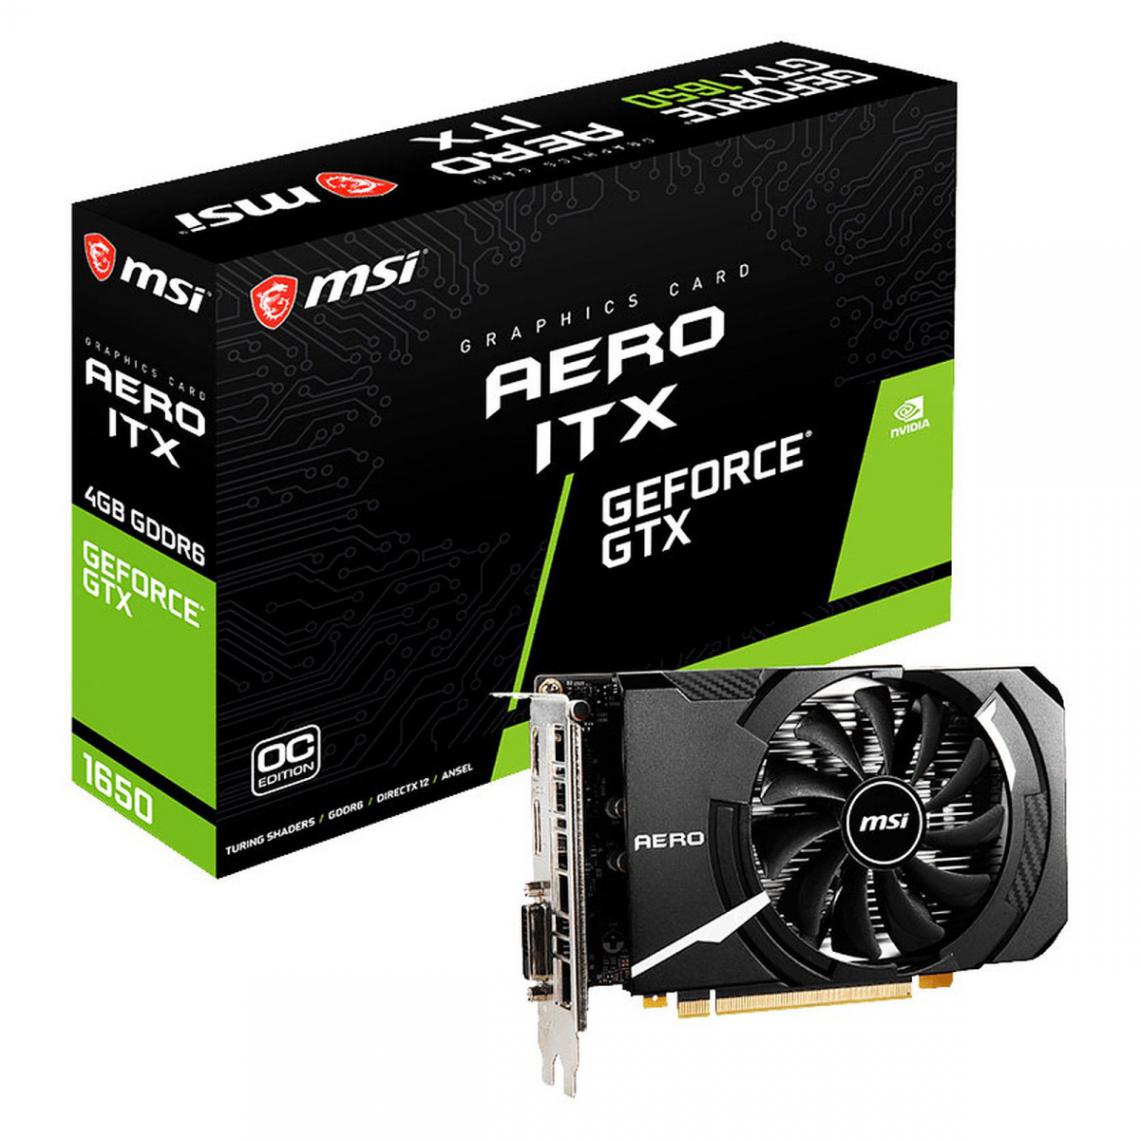 GEFORCE
GTX 1650
AERO
ITX
GRAPHICS CARD
msi
msi
GRAPHICS CARD
AERO
ITX
4GB GDDR6
GEFORCE®
GTX
1650
msi®
GRAPHICS CARD
AERO
ITX
GEFORCE®
GTX
NVIDIA
OC
EDITION
TURING SHADERS / GDDR6 / DIRECTX 12 / ANSEL
AERO
msi